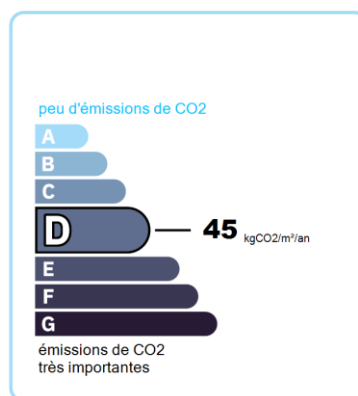 peu d'émissions de CO2
A
B
C
D 45 kgCO2/m²/an
E
F
G
émissions de CO2
très importantes